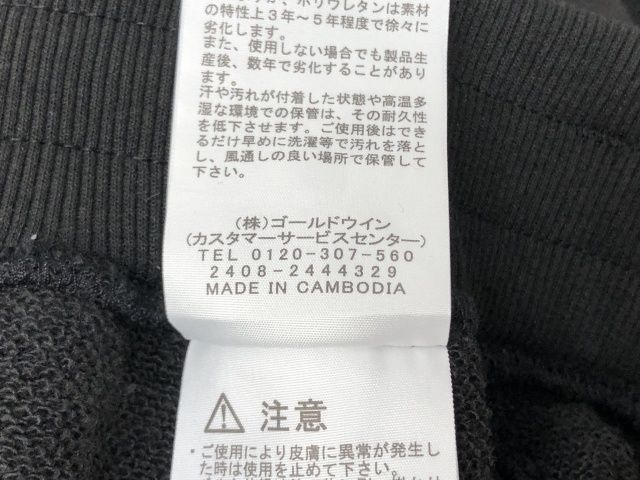 ポリウレタンは素材
の特性上３年～５年程度で徐々に
劣化します。
また、使用しない場合でも製品生
産後、数年で劣化することがあり
ます。
汗や汚れが付着した状態や高温多
湿な環境での保管は、その耐久性
を低下させます。ご使用後はでき
るだけ早めに洗濯等で汚れを落と
し、風通しの良い場所で保管して
下さい。
(株)ゴールドウイン
(カスタマーサービスセンター)
TEL 0120-307-560
2408-2444329
MADE IN CAMBODIA
注意
・ご使用により皮膚に異常が発生し
た時は使用を止めて下さい。